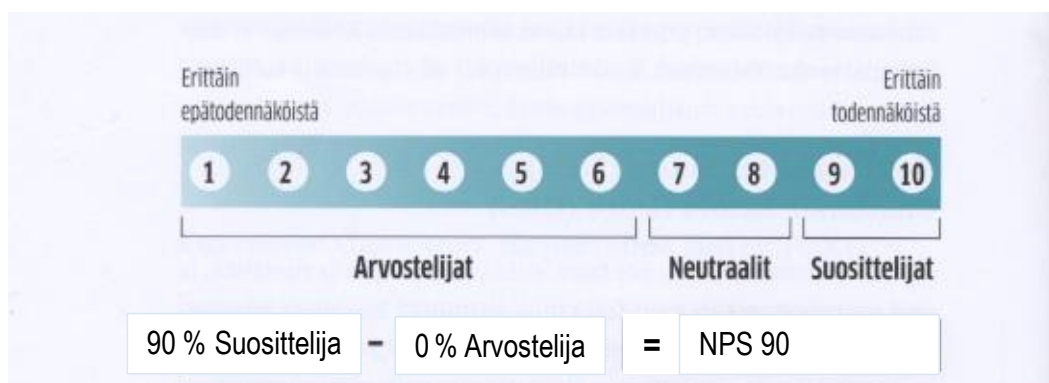 Erittäin
epätodennäköistä
Erittäin
todennäköistä
1 2 3 4 5 6 7 8 9 10
Arvostelijat Neutraalit Suosittelijat
90 % Suosittelija - 0 % Arvostelija = NPS 90